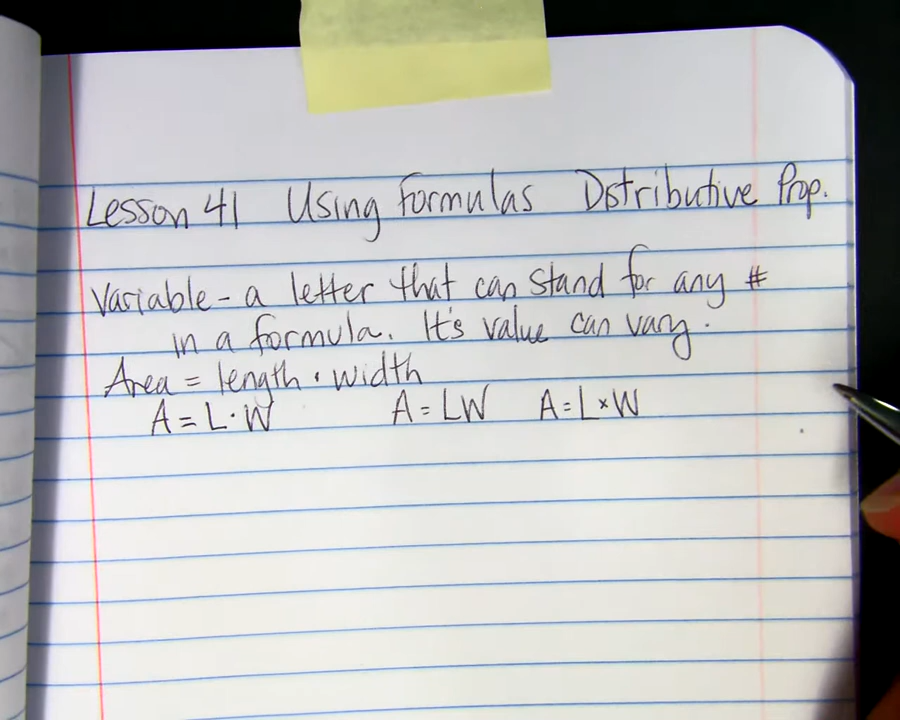 Lesson 41 Using Formulas Dstributive Prop.
Variable - a letter that can stand for any #
in a formula. It's value can vary.
Area = length · width
A = L · W A = LW A = L × W